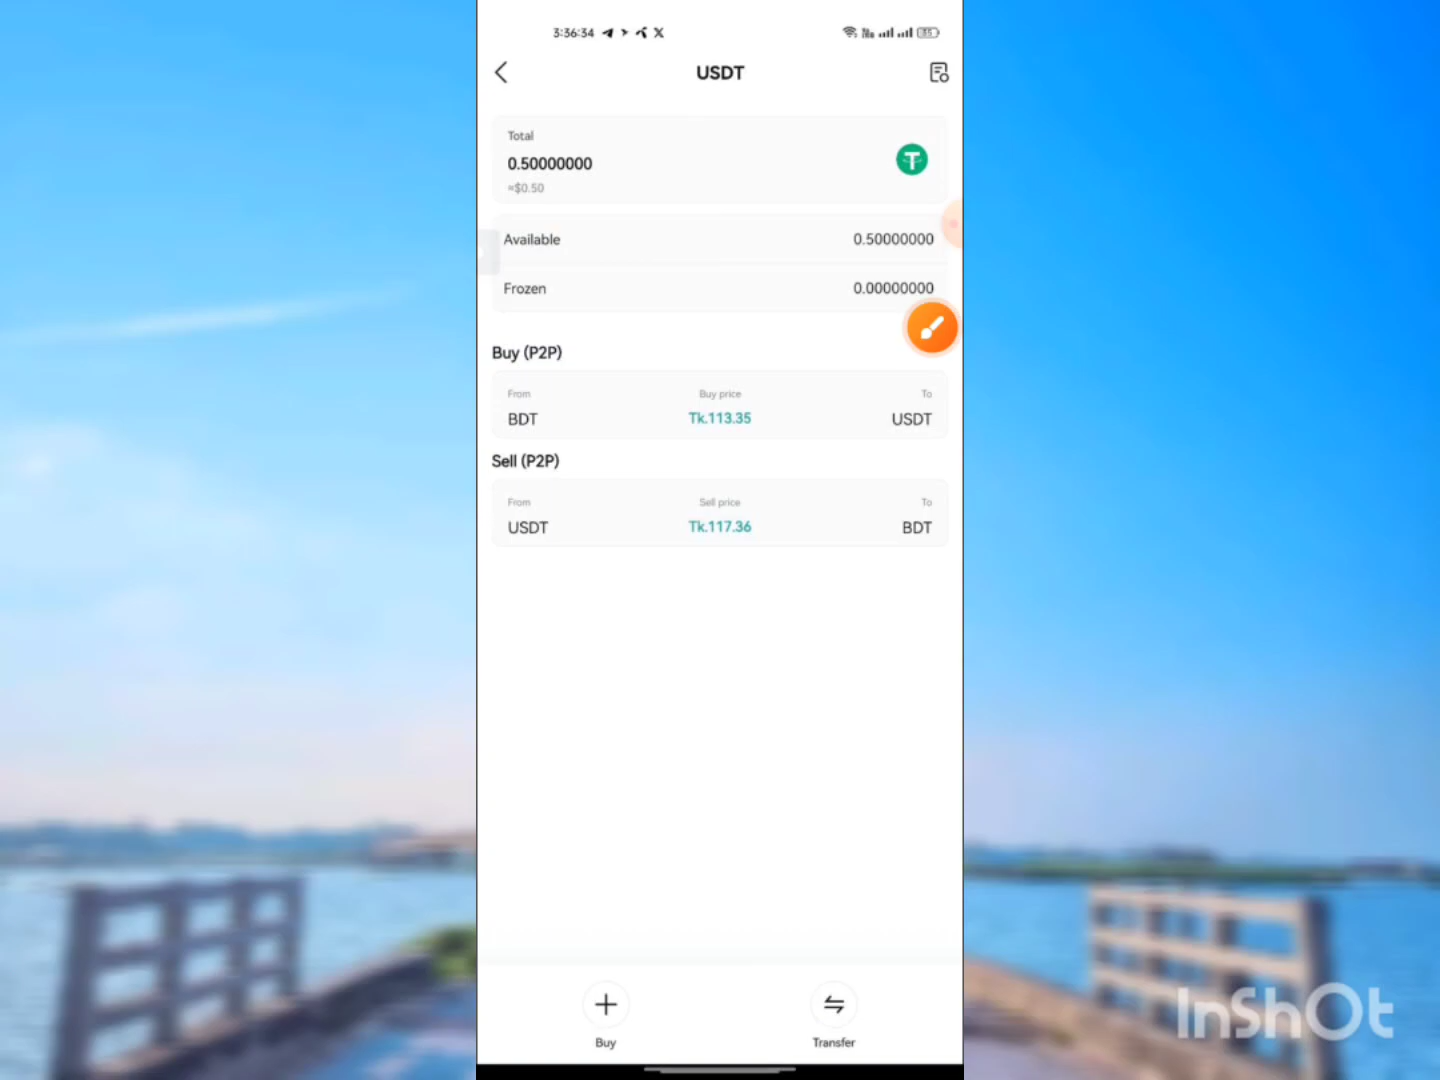 3:36:34
USDT
Total
0.50000000
≈$0.50
Available 0.50000000
Frozen 0.00000000
Buy (P2P)
From Buy price To
BDT Tk.113.35 USDT
Sell (P2P)
From Sell price To
USDT Tk.117.36 BDT
Buy Transfer
InShOt